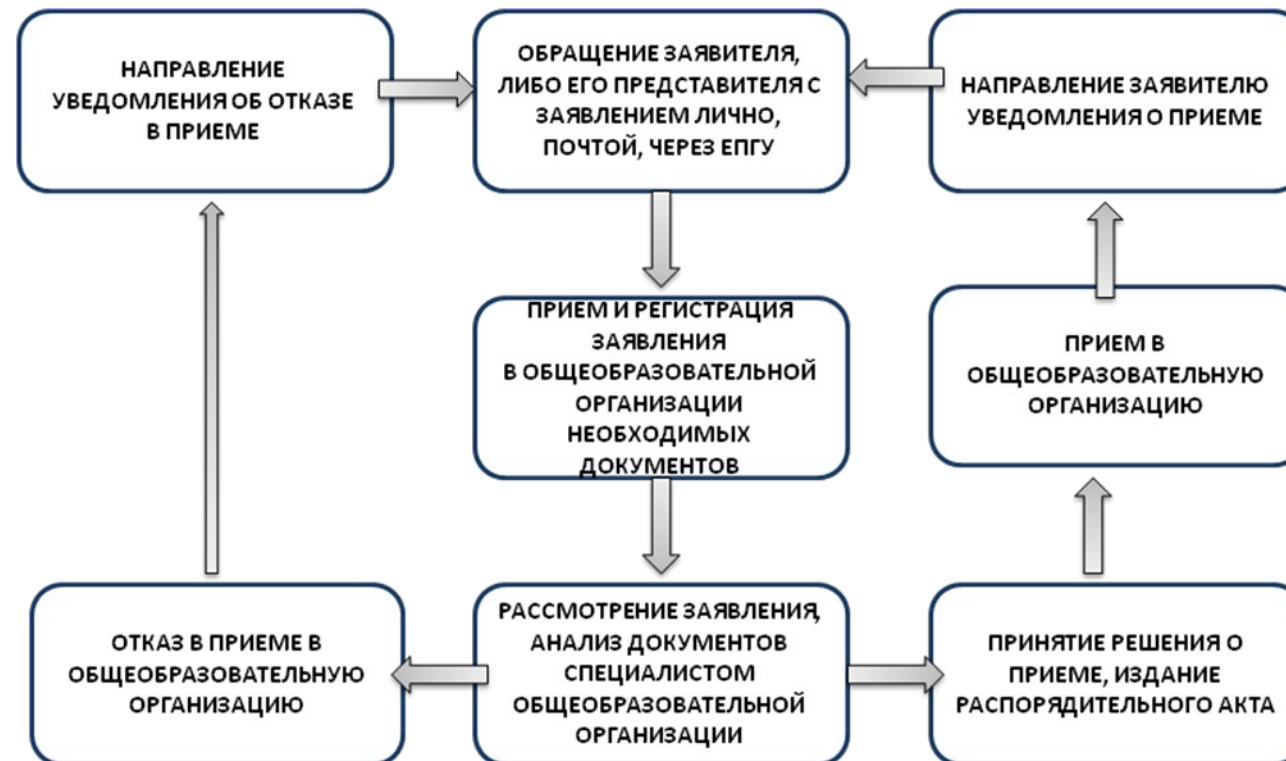 НАПРАВЛЕНИЕ
УВЕДОМЛЕНИЯ ОБ ОТКАЗЕ
В ПРИЕМЕ
ОБРАЩЕНИЕ ЗАЯВИТЕЛЯ,
ЛИБО ЕГО ПРЕДСТАВИТЕЛЯ С
ЗАЯВЛЕНИЕМ ЛИЧНО,
ПОЧТОЙ, ЧЕРЕЗ ЕПГУ
НАПРАВЛЕНИЕ ЗАЯВИТЕЛЮ
УВЕДОМЛЕНИЯ О ПРИЕМЕ
ПРИЕМ И РЕГИСТРАЦИЯ
ЗАЯВЛЕНИЯ
В ОБЩЕОБРАЗОВАТЕЛЬНОЙ
ОРГАНИЗАЦИИ
НЕОБХОДИМЫХ
ДОКУМЕНТОВ
ПРИЕМ В
ОБЩЕОБРАЗОВАТЕЛЬНУЮ
ОРГАНИЗАЦИЮ
ОТКАЗ В ПРИЕМЕ В
ОБЩЕОБРАЗОВАТЕЛЬНУЮ
ОРГАНИЗАЦИЮ
РАССМОТРЕНИЕ ЗАЯВЛЕНИЯ,
АНАЛИЗ ДОКУМЕНТОВ
СПЕЦИАЛИСТОМ
ОБЩЕОБРАЗОВАТЕЛЬНОЙ
ОРГАНИЗАЦИИ
ПРИНЯТИЕ РЕШЕНИЯ О
ПРИЕМЕ, ИЗДАНИЕ
РАСПОРЯДИТЕЛЬНОГО АКТА